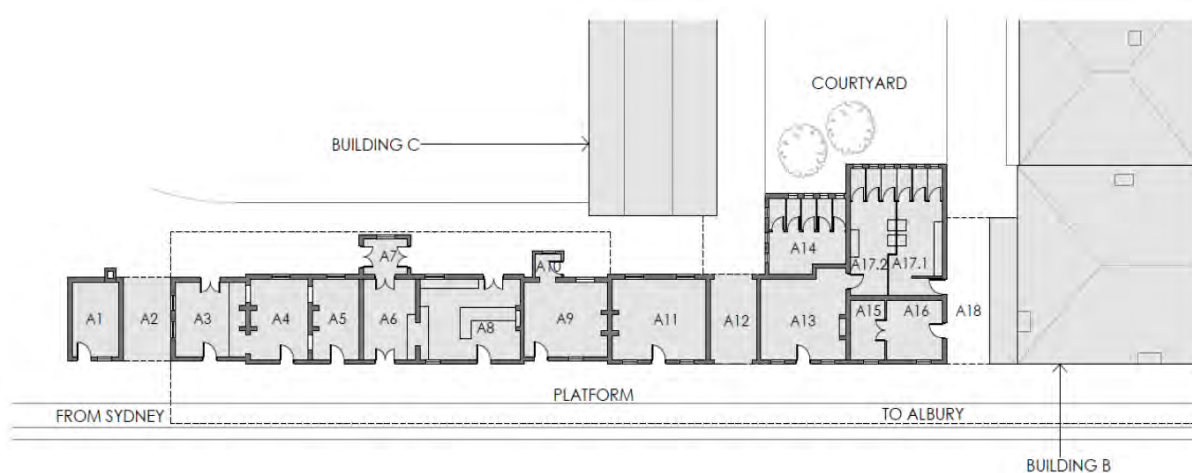 COURTYARD
BUILDING C
A7
A10
A14
A17.2 A17.1
A1 A2 A3 A4 A5 A6 A8 A9 A11 A12 A13 A15 A16 A18
PLATFORM
FROM SYDNEY TO ALBURY
BUILDING B